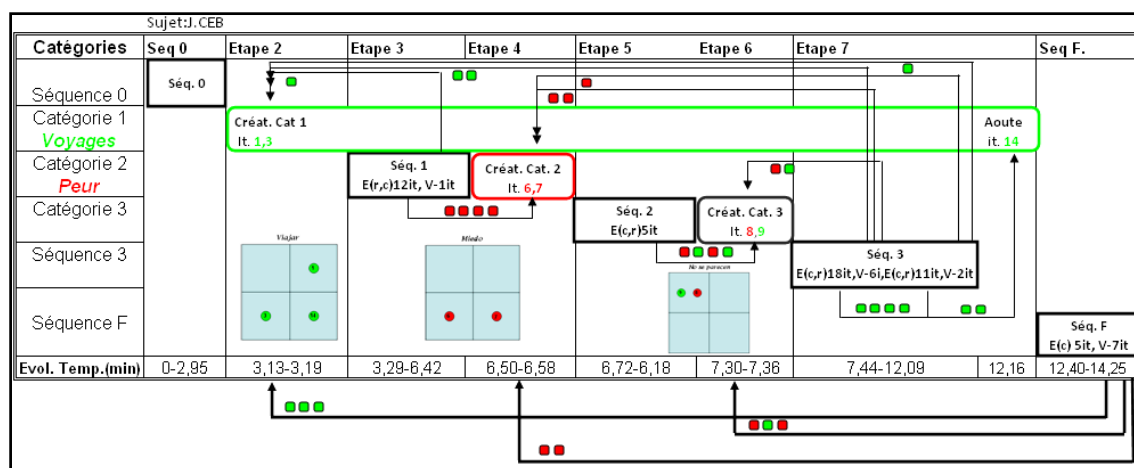 Sujet:J.CEB
Catégories Seq 0 Etape 2 Etape 3 Etape 4 Etape 5 Etape 6 Etape 7 Seq F.
Séquence 0
Séq. 0
Catégorie 1
Voyages
Créat. Cat 1
It. 1,3
Aoute
it. 14
Catégorie 2
Peur
Séq. 1
E(r,c)12it, V-1it
Créat. Cat. 2
It. 6,7
Catégorie 3
Séq. 2
E(c,r)5it
Créat. Cat. 3
It. 8,9
Séquence 3
Séq. 3
E(c,r)18it,V-6i,E(c,r)11it,V-2it
Viajar
Miedo
No se parecen
Séquence F
Séq. F
E(c) 5it, V-7it
Evol. Temp.(min) 0-2,95 3,13-3,19 3,29-6,42 6,50-6,58 6,72-6,18 7,30-7,36 7,44-12,09 12,16 12,40-14,25